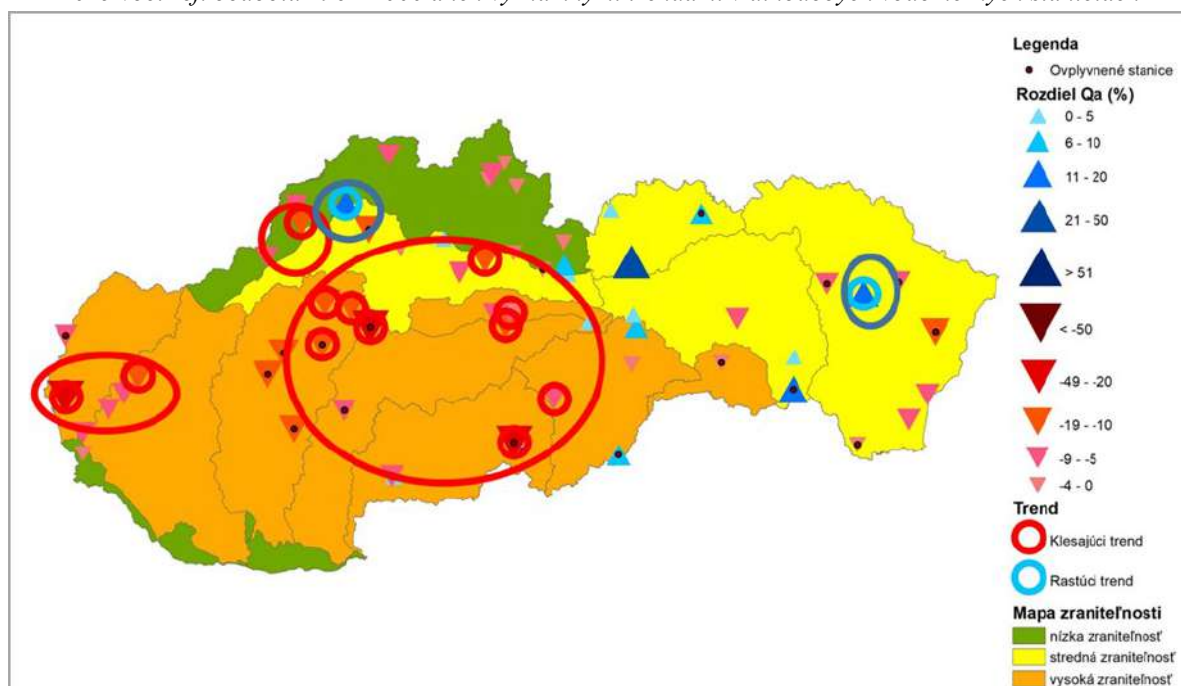 Legenda
Ovplyvnené stanice
Rozdiel Qa (%)
0 - 5
6 - 10
11 - 20
21 - 50
> 51
< -50
-49 - -20
-19 - -10
-9 - -5
-4 - 0
Trend
Klesajúci trend
Rastúci trend
Mapa zraniteľnosti
nízka zraniteľnosť
stredná zraniteľnosť
vysoká zraniteľnosť